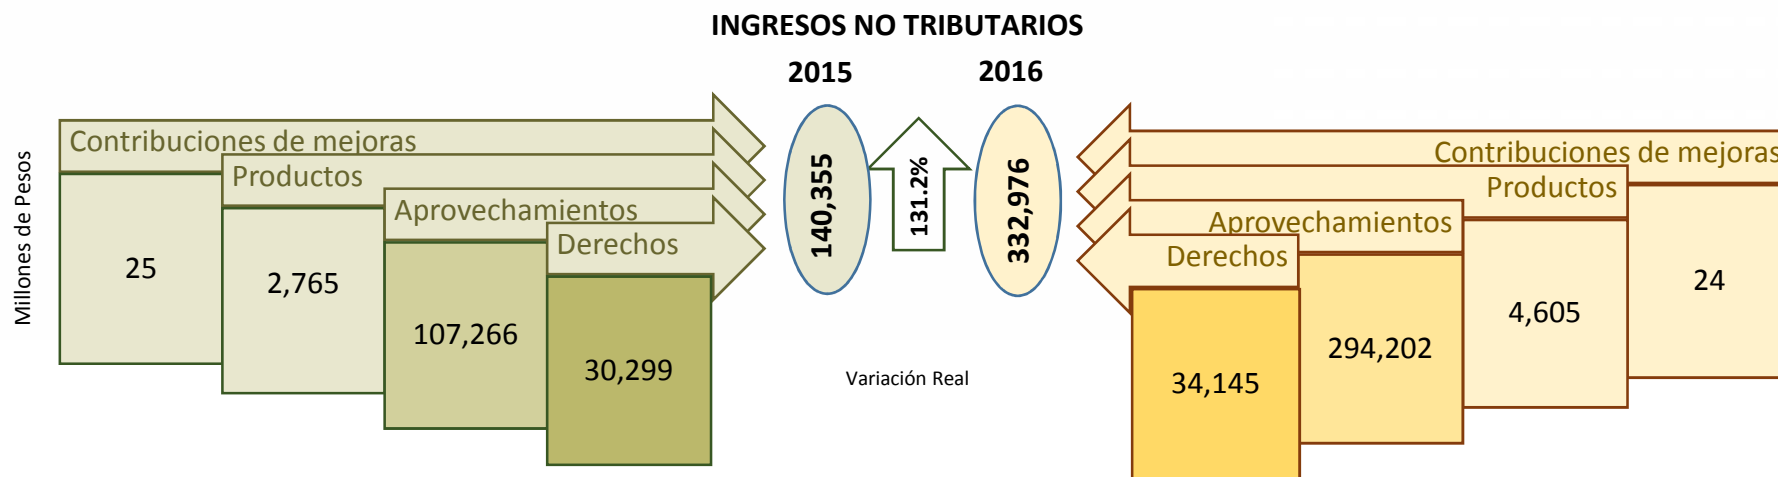 INGRESOS NO TRIBUTARIOS
2015
2016
Millones de Pesos
Contribuciones de mejoras
Productos
Aprovechamientos
Derechos
25
2,765
107,266
30,299
140,355
131.2%
332,976
Variación Real
Contribuciones de mejoras
Productos
Aprovechamientos
Derechos
34,145
294,202
4,605
24